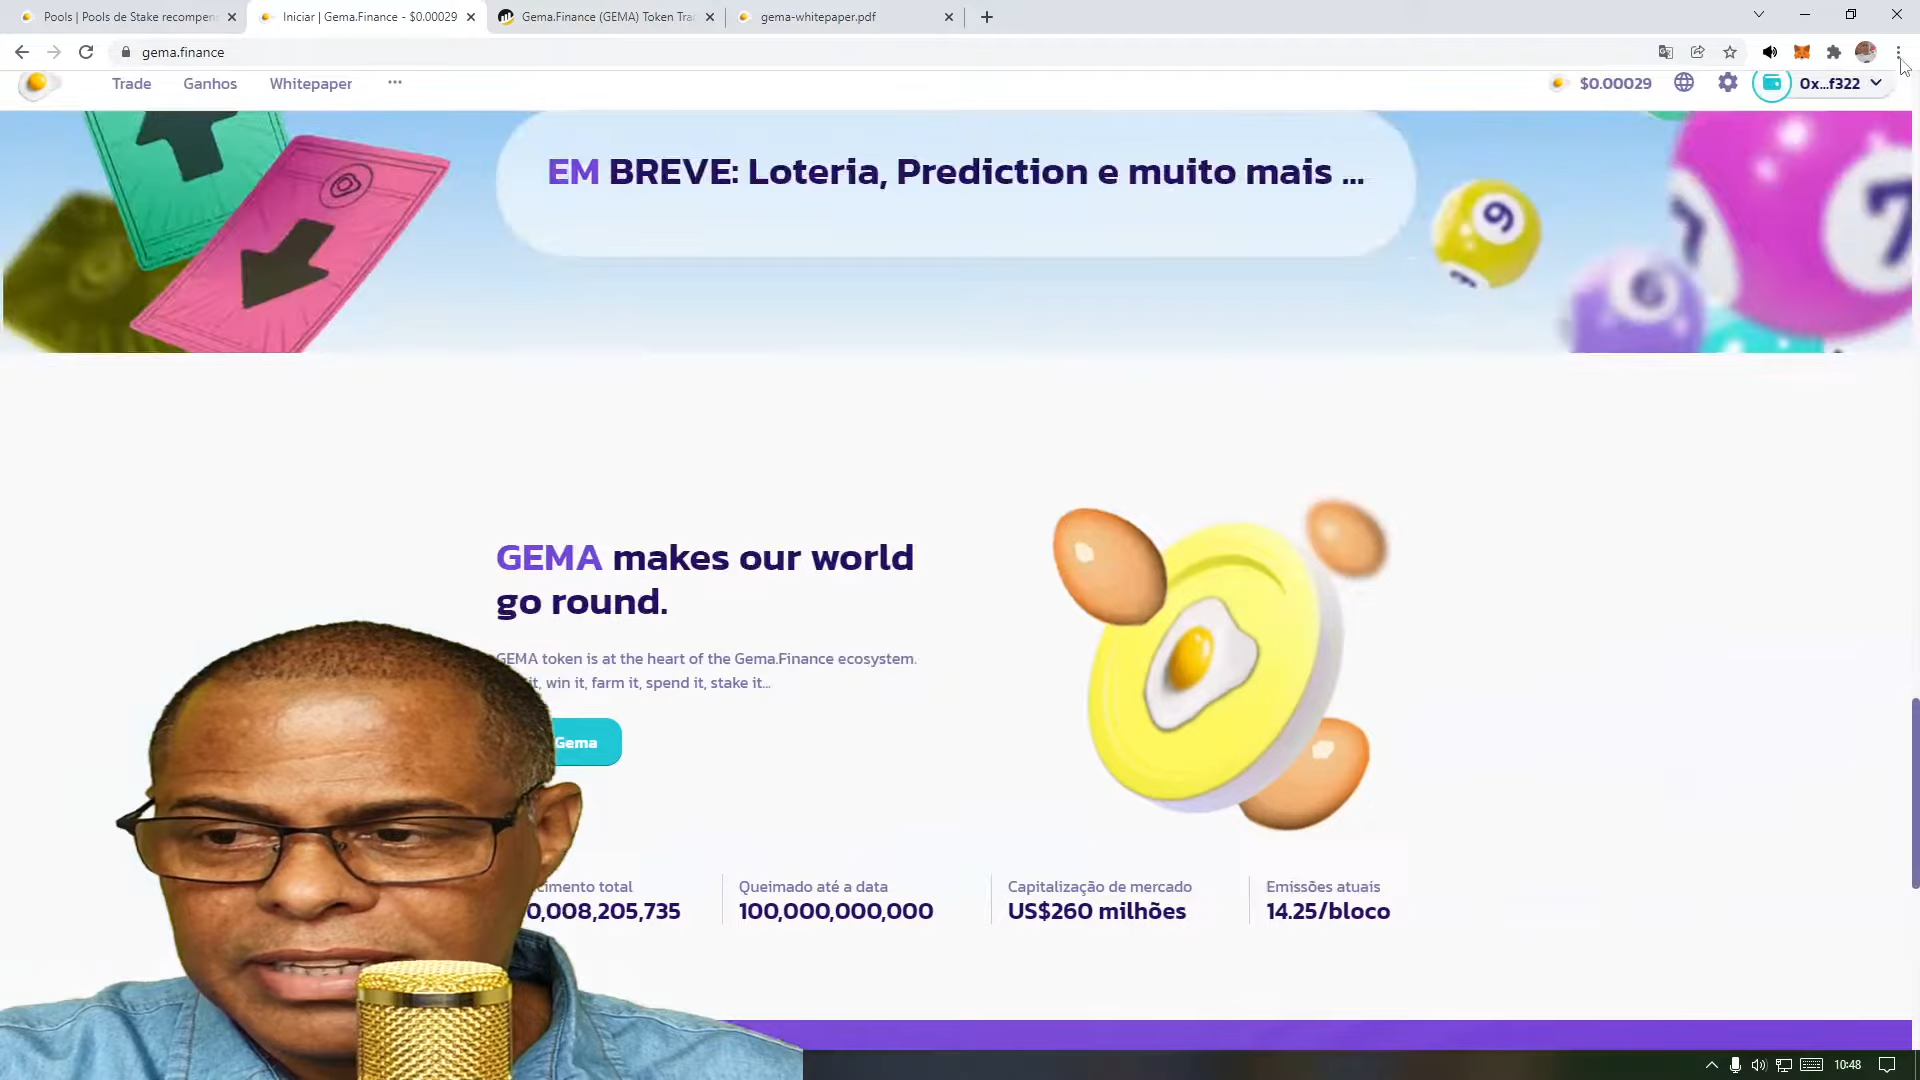 Pools | Pools de Stake recompen
Iniciar | Gema.Finance - $0.00029
Gema.Finance (GEMA) Token Tra
gema-whitepaper.pdf
gema.finance
Trade
Ganhos
Whitepaper
$0.00029
0x...f322
EM BREVE: Loteria, Prediction e muito mais ...
9
6
7
7
GEMA makes our world
go round.
GEMA token is at the heart of the Gema.Finance ecosystem.
it, win it, farm it, spend it, stake it...
Gema
cimento total
0,008,205,735
Queimado até a data
100,000,000,000
Capitalização de mercado
US$260 milhões
Emissões atuais
14.25/bloco
10:48